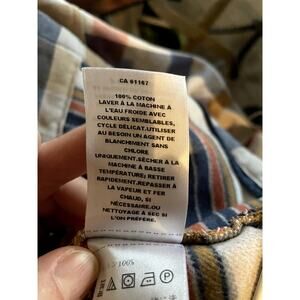 CA 61167
100% COTON
LAVER À LA MACHINE À
L'EAU FROIDE AVEC
COULEURS SEMBLABLES,
CYCLE DÉLICAT.UTILISER
AU BESOIN UN AGENT DE
BLANCHIMENT SANS
CHLORE
UNIQUEMENT.SÉCHER À LA
MACHINE À BASSE
TEMPÉRATURE; RETIRER
RAPIDEMENT.REPASSER À
LA VAPEUR ET FER
CHAUD, SI
NÉCESSAIRE.OU
NETTOYAGE À SEC SI
L'ON PRÉFÈRE.
100%